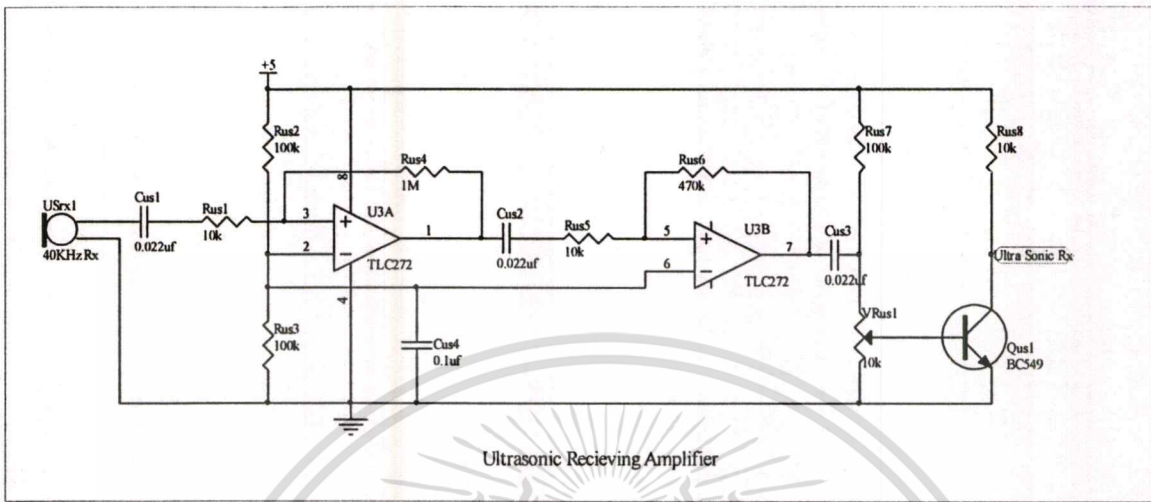 +5
Rus2
100k
Rus7
100k
Rus8
10k
Rus4
1M
Rus6
470k
8
USrx1
40KHz Rx
Cus1
0.022uf
Rus1
10k
3
+
2
−
U3A
1
TLC272
4
Cus2
0.022uf
Rus5
10k
5
+
6
−
U3B
7
TLC272
Cus3
0.022uf
Ultra Sonic Rx
Rus3
100k
Cus4
0.1uf
VRus1
10k
Qus1
BC549
Ultrasonic Recieving Amplifier